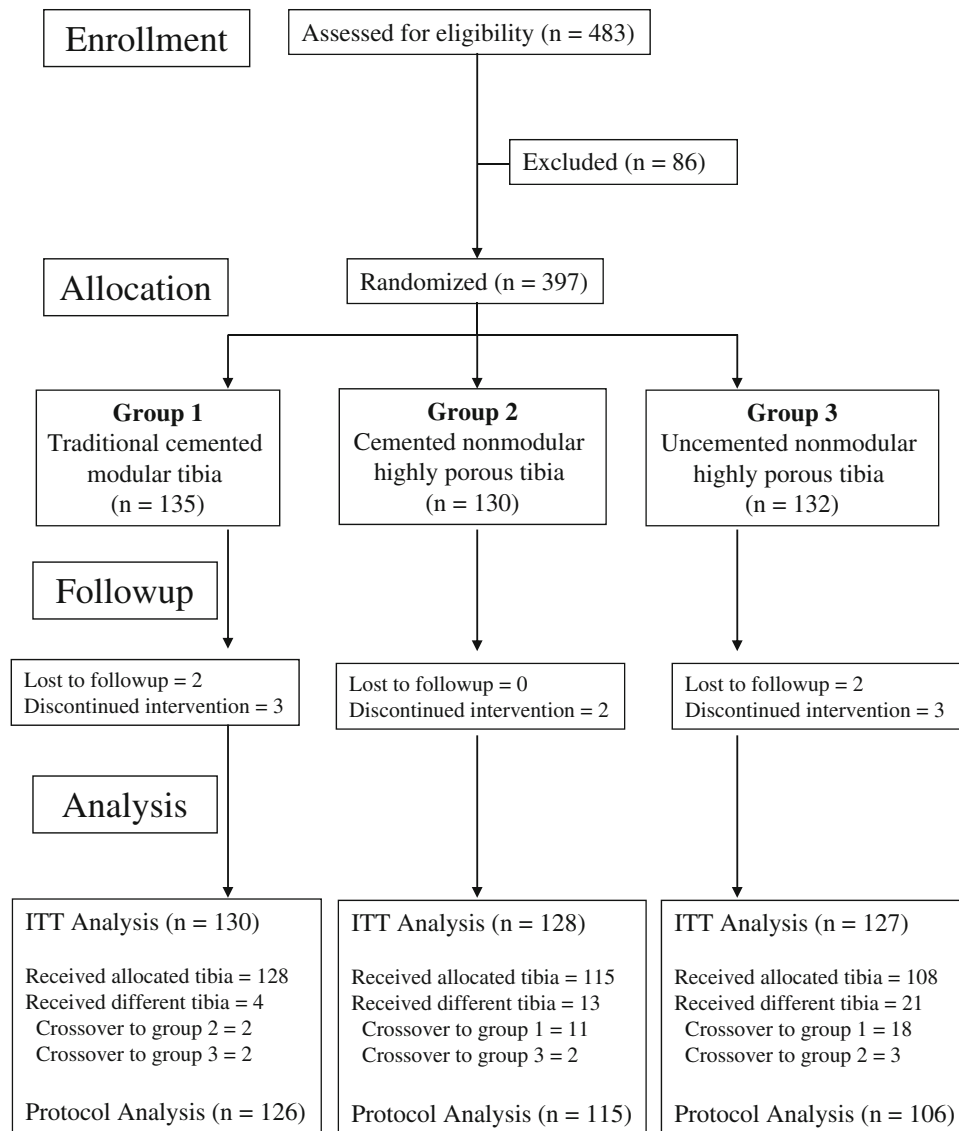 Enrollment
Assessed for eligibility (n = 483)
Excluded (n = 86)
Allocation
Randomized (n = 397)
Group 1
Traditional cemented
modular tibia
(n = 135)
Group 2
Cemented nonmodular
highly porous tibia
(n = 130)
Group 3
Uncemented nonmodular
highly porous tibia
(n = 132)
Followup
Lost to followup = 2
Discontinued intervention = 3
Lost to followup = 0
Discontinued intervention = 2
Lost to followup = 2
Discontinued intervention = 3
Analysis
ITT Analysis (n = 130)
Received allocated tibia = 128
Received different tibia = 4
Crossover to group 2 = 2
Crossover to group 3 = 2
Protocol Analysis (n = 126)
ITT Analysis (n = 128)
Received allocated tibia = 115
Received different tibia = 13
Crossover to group 1 = 11
Crossover to group 3 = 2
Protocol Analysis (n = 115)
ITT Analysis (n = 127)
Received allocated tibia = 108
Received different tibia = 21
Crossover to group 1 = 18
Crossover to group 2 = 3
Protocol Analysis (n = 106)